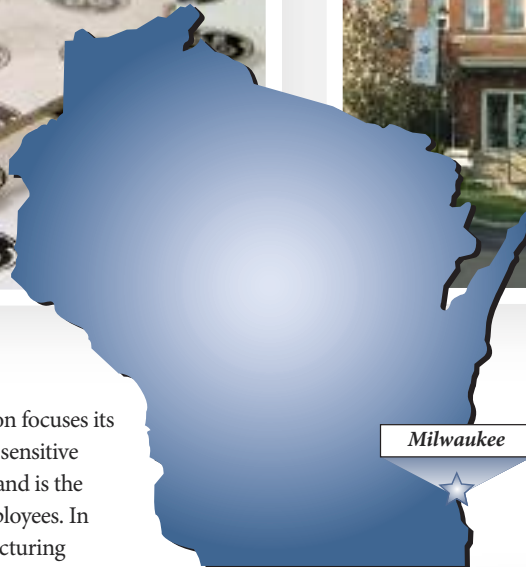 on focuses its
sensitive
and is the
ployees. In
cturing
Milwaukee